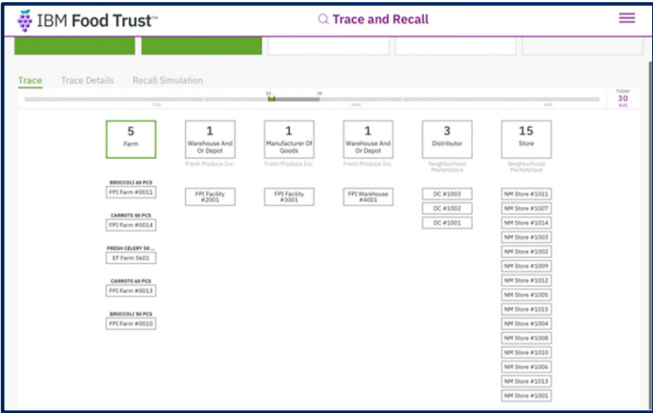 IBM Food Trust™
Trace and Recall
Trace
Trace Details
Recall Simulation
TODAY
30
AUG
5
Farm
1
Warehouse And
Or Depot
1
Manufacturer Of
Goods
1
Warehouse And
Or Depot
3
Distributor
15
Store
Fresh Produce Inc.
Fresh Produce Inc.
Fresh Produce Inc.
Neighborhood
Marketplace
Neighborhood
Marketplace
BROCCOLI 60 PCS
FPI Farm #0011
CARROTS 50 PCS
FPI Farm #0014
FRESH CELERY 50 ...
EF Farm 5601
CARROTS 60 PCS
FPI Farm #0013
BROCCOLI 50 PCS
FPI Farm #0010
FPI Facility
#2001
FPI Facility
#3001
FPI Warehouse
#4001
DC #1003
DC #1002
DC #1001
NM Store #1011
NM Store #1007
NM Store #1014
NM Store #1003
NM Store #1002
NM Store #1009
NM Store #1012
NM Store #1005
NM Store #1015
NM Store #1004
NM Store #1008
NM Store #1010
NM Store #1006
NM Store #1013
NM Store #1001